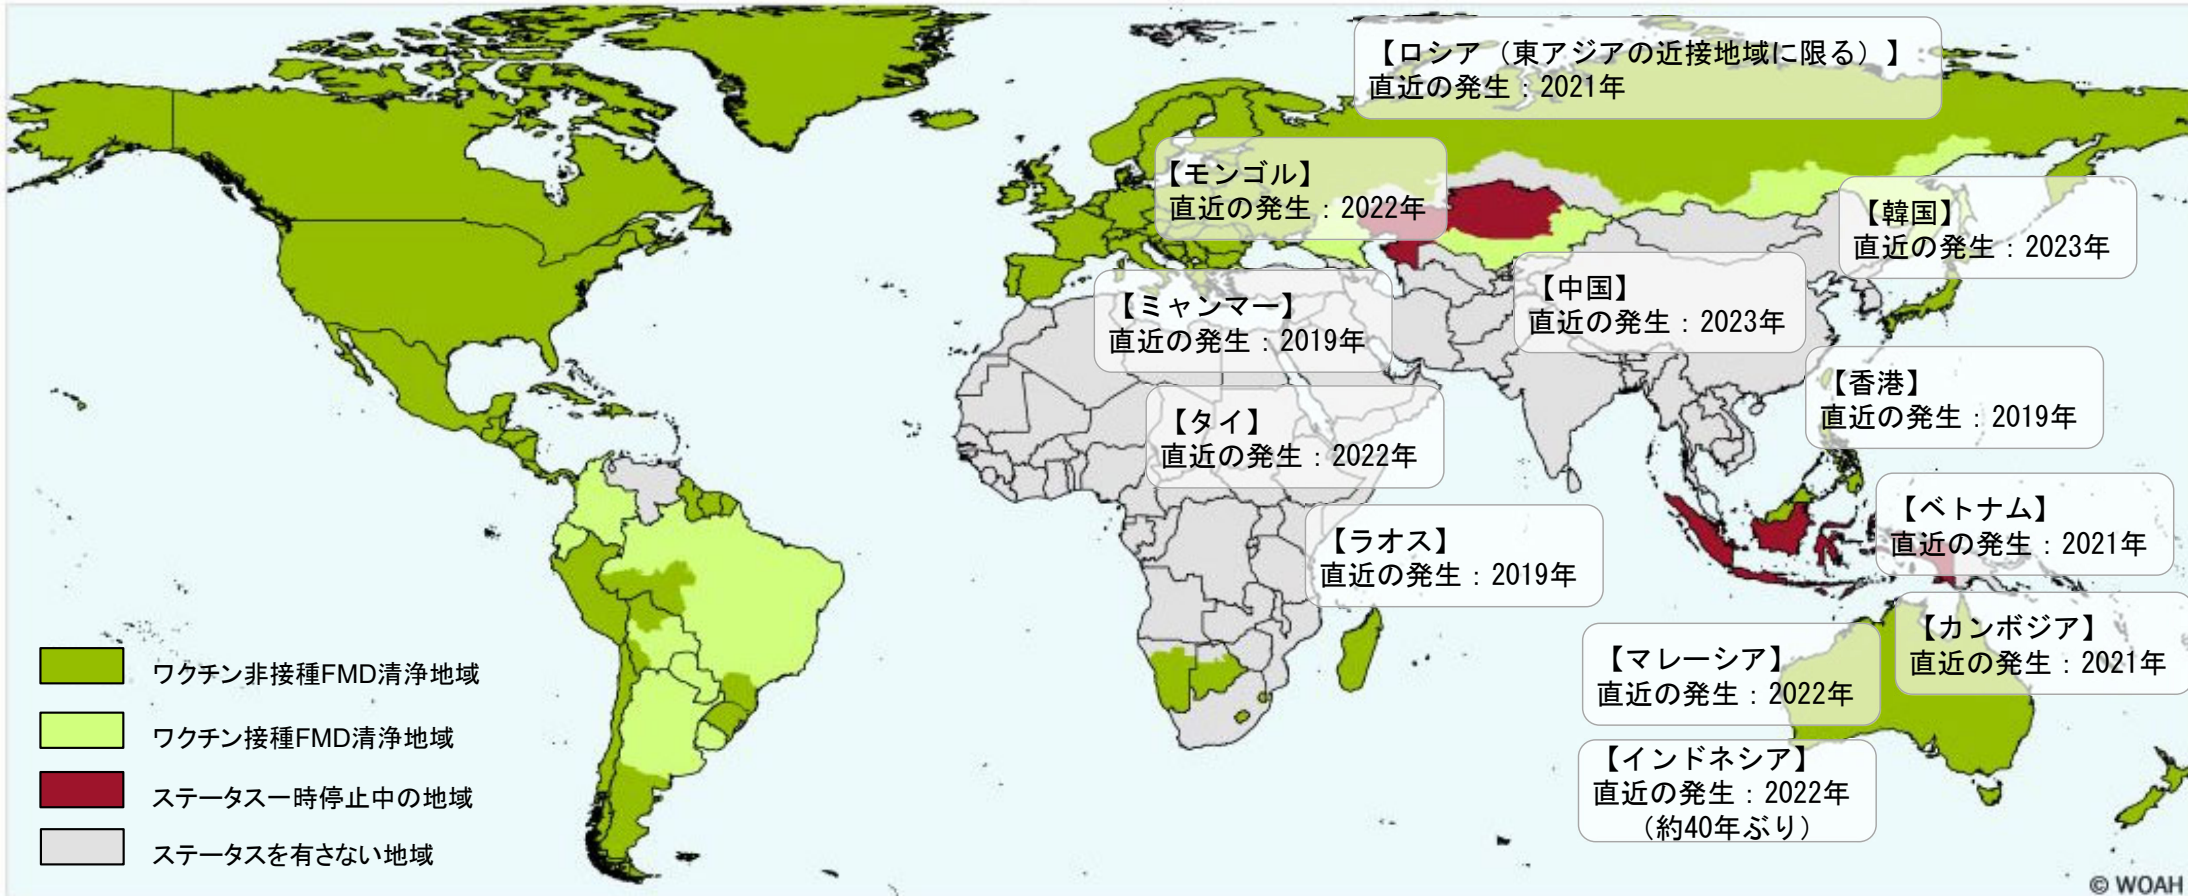 【ロシア（東アジアの近接地域に限る）】
直近の発生：2021年
【モンゴル】
直近の発生：2022年
【韓国】
直近の発生：2023年
【ミャンマー】
直近の発生：2019年
【中国】
直近の発生：2023年
【香港】
直近の発生：2019年
【タイ】
直近の発生：2022年
【ベトナム】
直近の発生：2021年
【ラオス】
直近の発生：2019年
【カンボジア】
直近の発生：2021年
【マレーシア】
直近の発生：2022年
【インドネシア】
直近の発生：2022年
（約40年ぶり）
ワクチン非接種FMD清浄地域
ワクチン接種FMD清浄地域
ステータス一時停止中の地域
ステータスを有さない地域
© WOAH